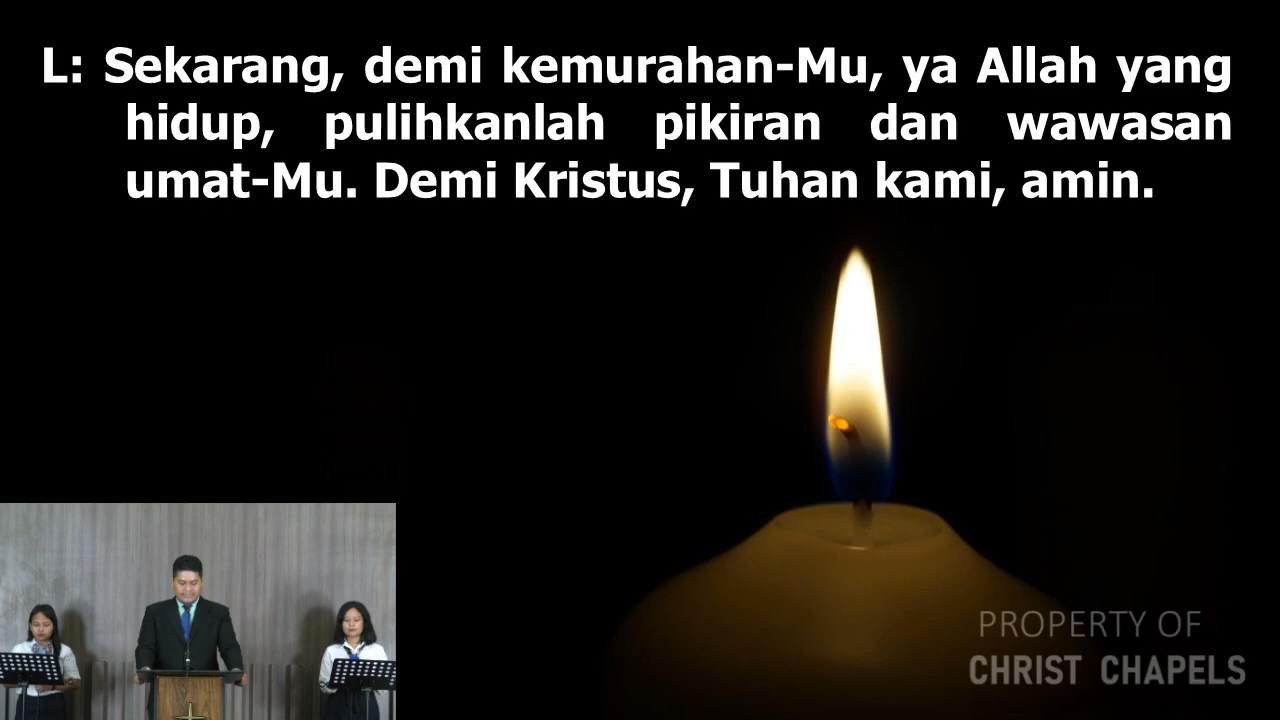 L: Sekarang, demi kemurahan-Mu, ya Allah yang
hidup, pulihkanlah pikiran dan wawasan
umat-Mu. Demi Kristus, Tuhan kami, amin.
PROPERTY OF
CHRIST CHAPELS